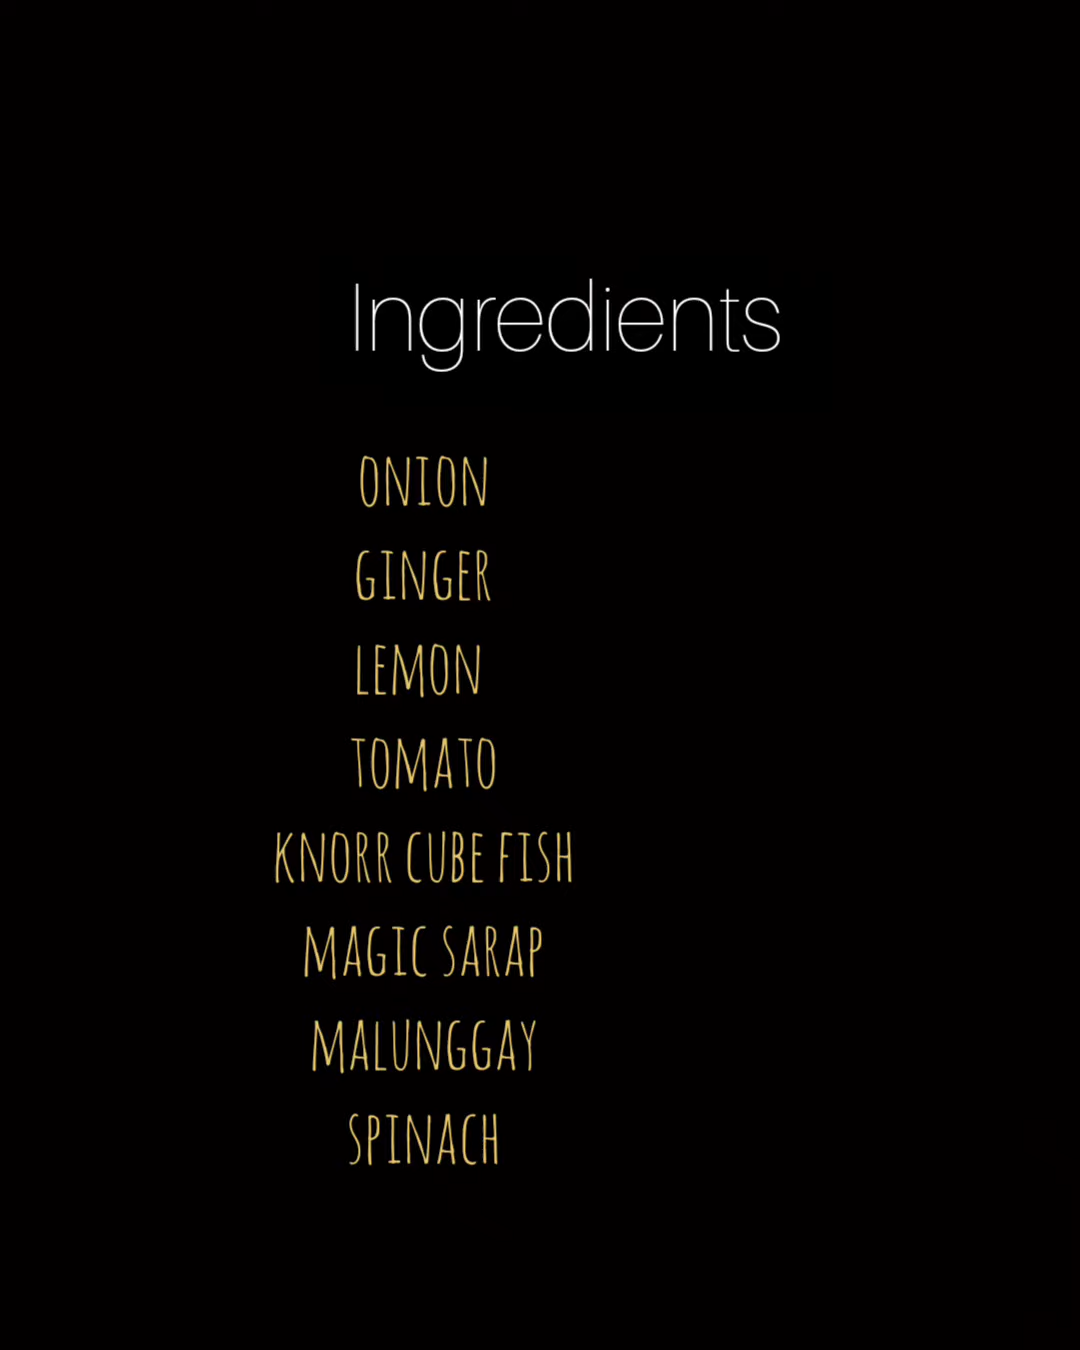 Ingredients
ONION
GINGER
LEMON
TOMATO
KNORR CUBE FISH
MAGIC SARAP
MALUNGGAY
SPINACH